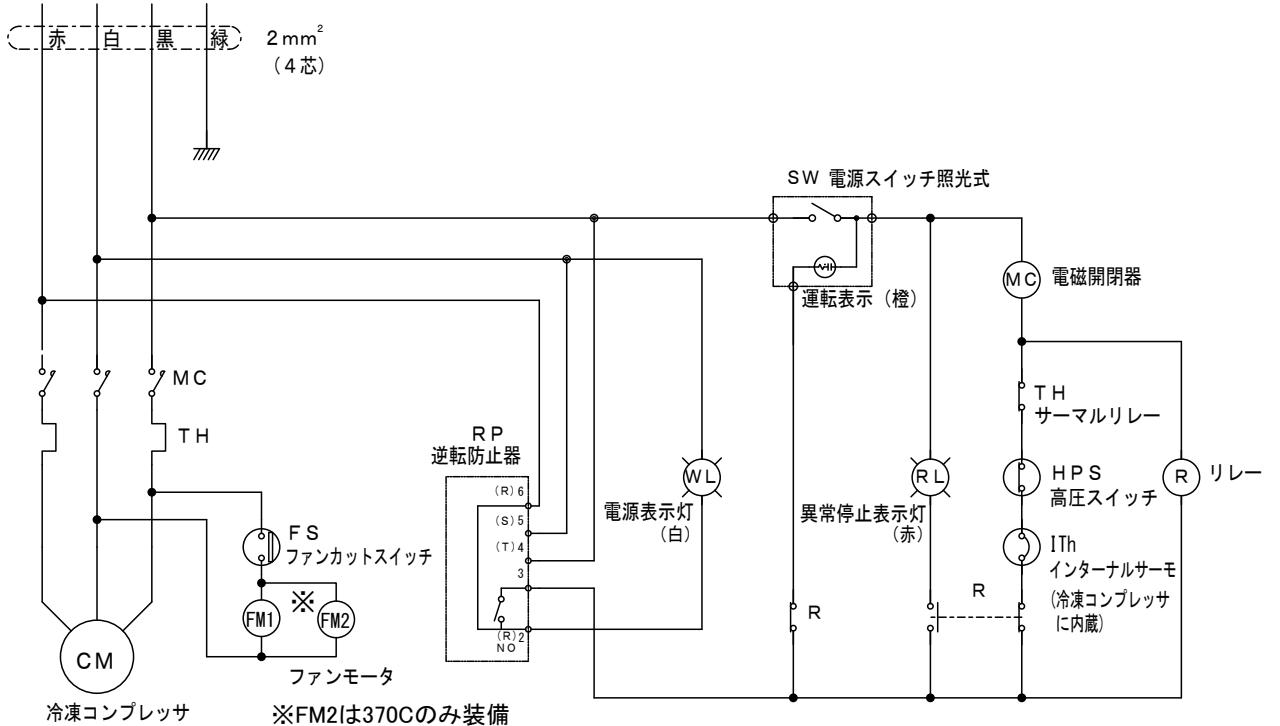 赤 白 黒 緑
2mm²
(4芯)
SW 電源スイッチ照光式
運転表示(橙)
MC
電磁開閉器
MC
TH
TH
サーマルリレー
RP
逆転防止器
(R)6
(S)5
(T)4
3
(R)2
NO
WL
電源表示灯
(白)
RL
異常停止表示灯
(赤)
HPS
高圧スイッチ
R
リレー
FS
ファンカットスイッチ
ITh
インターナルサーモ
(冷凍コンプレッサ
に内蔵)
R
R
※
FM1
FM2
ファンモータ
CM
冷凍コンプレッサ
※FM2は370Cのみ装備